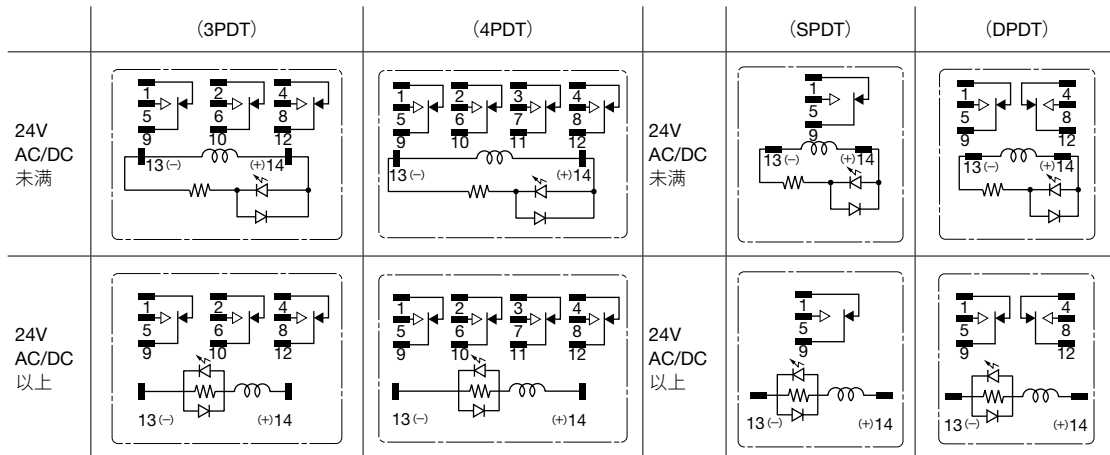 (3PDT)
(4PDT)
(SPDT)
(DPDT)
24V
AC/DC
未満
1 2 4
5 6 8
9 10 12
13(−) (+)14
1 2 3 4
5 6 7 8
9 10 11 12
13(−) (+)14
24V
AC/DC
未満
1
5
9
13(−) (+)14
1 4
5 8
9 12
13(−) (+)14
24V
AC/DC
以上
1 2 4
5 6 8
9 10 12
13(−) (+)14
1 2 3 4
5 6 7 8
9 10 11 12
13(−) (+)14
24V
AC/DC
以上
1
5
9
13(−) (+)14
1 4
5 8
9 12
13(−) (+)14